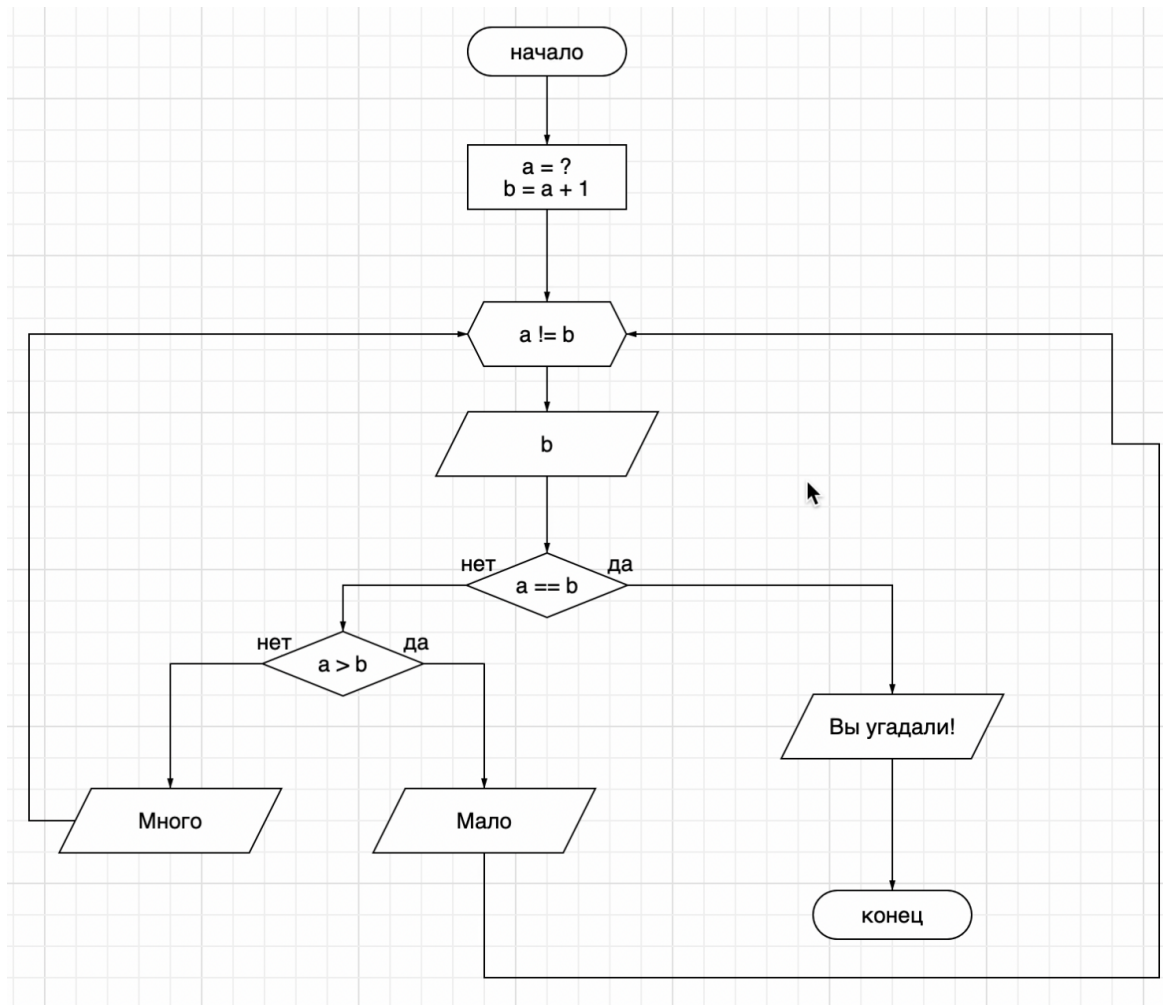 начало
a = ?
b = a + 1
a != b
b
нет
a == b
да
нет
a > b
да
Вы угадали!
Много
Мало
конец